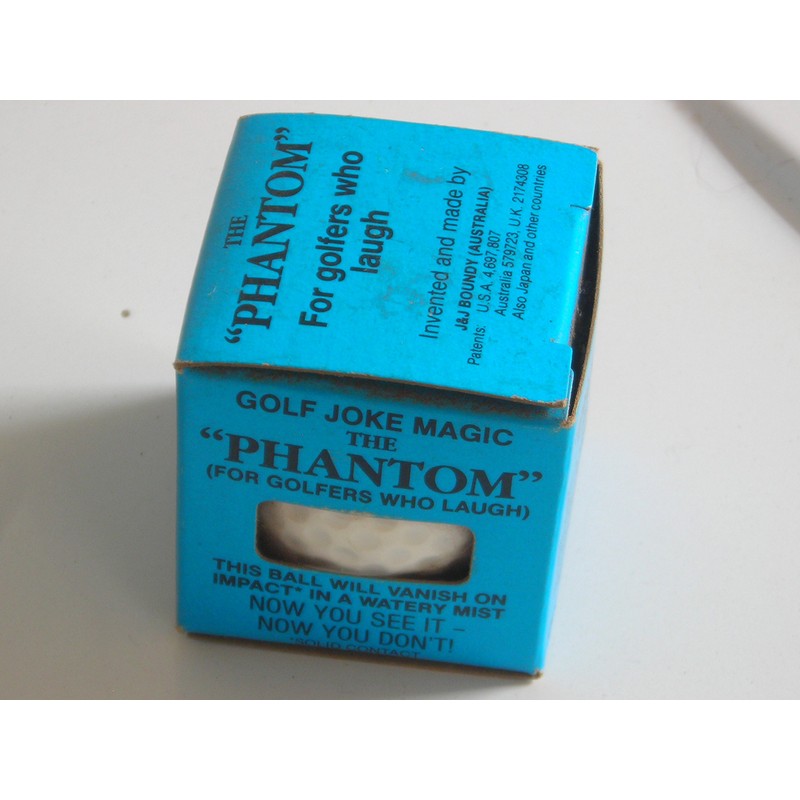 THE
“PHANTOM”
For golfers who
laugh
Invented and made by
J&J BOUNDY (AUSTRALIA)
Patents: U.S.A. 4,697,807
Australia 579723, U.K. 2174308
Also Japan and other countries
GOLF JOKE MAGIC
THE
“PHANTOM”
(FOR GOLFERS WHO LAUGH)
THIS BALL WILL VANISH ON
IMPACT* IN A WATERY MIST
NOW YOU SEE IT –
NOW YOU DON'T!
*SOLID CONTACT